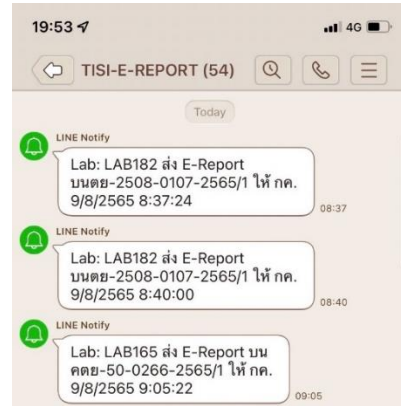 19:53
4G
TISI-E-REPORT (54)
Today
LINE Notify
Lab: LAB182 ส่ง E-Report
บนตย-2508-0107-2565/1 ให้ กค.
9/8/2565 8:37:24
08:37
LINE Notify
Lab: LAB182 ส่ง E-Report
บนตย-2508-0107-2565/1 ให้ กค.
9/8/2565 8:40:00
08:40
LINE Notify
Lab: LAB165 ส่ง E-Report บน
คตย-50-0266-2565/1 ให้ กค.
9/8/2565 9:05:22
09:05